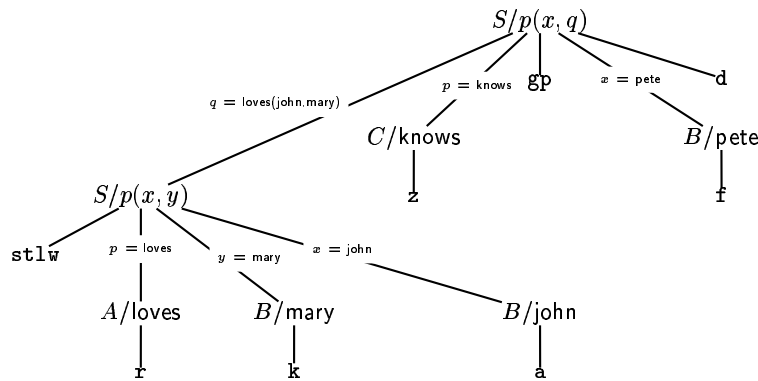 S/p(x, q)
p = knows
gp
x = pete
d
q = loves(john,mary)
C/knows
B/pete
S/p(x, y)
z
f
stlw
p = loves
y = mary
x = john
A/loves
B/mary
B/john
r
k
a